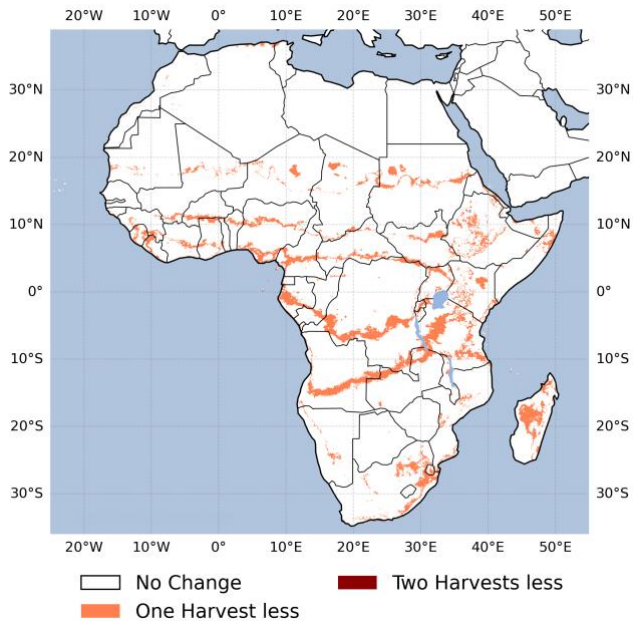 20°W 10°W 0° 10°E 20°E 30°E 40°E 50°E
30°N 30°N
20°N 20°N
10°N 10°N
0° 0°
10°S 10°S
20°S 20°S
30°S 30°S
20°W 10°W 0° 10°E 20°E 30°E 40°E 50°E
No Change Two Harvests less
One Harvest less